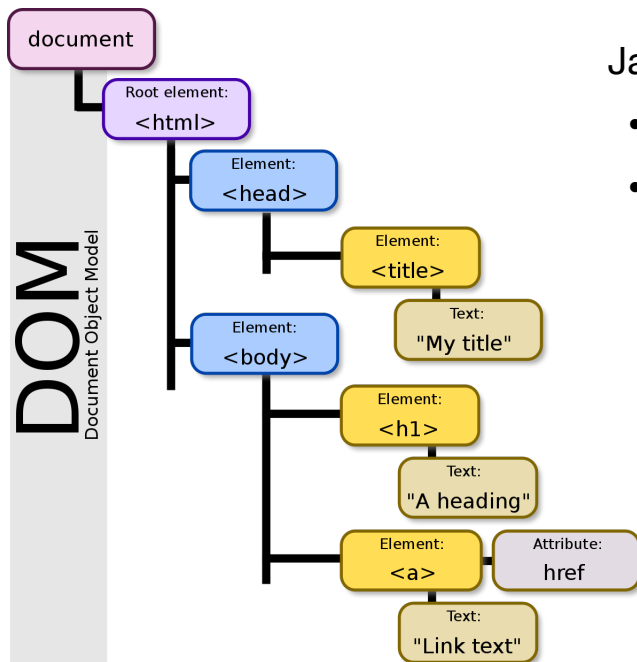 document
Root element:
<html>
Element:
<head>
Element:
<title>
Text:
"My title"
Element:
<body>
Element:
<h1>
Text:
"A heading"
Element:
<a>
Attribute:
href
Text:
"Link text"
DOM
Document Object Model